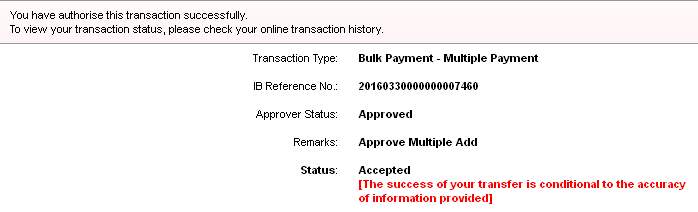 You have authorise this transaction successfully.
To view your transaction status, please check your online transaction history.
Transaction Type: Bulk Payment - Multiple Payment
IB Reference No.: 20160330000000007460
Approver Status: Approved
Remarks: Approve Multiple Add
Status: Accepted
[The success of your transfer is conditional to the accuracy
of information provided]